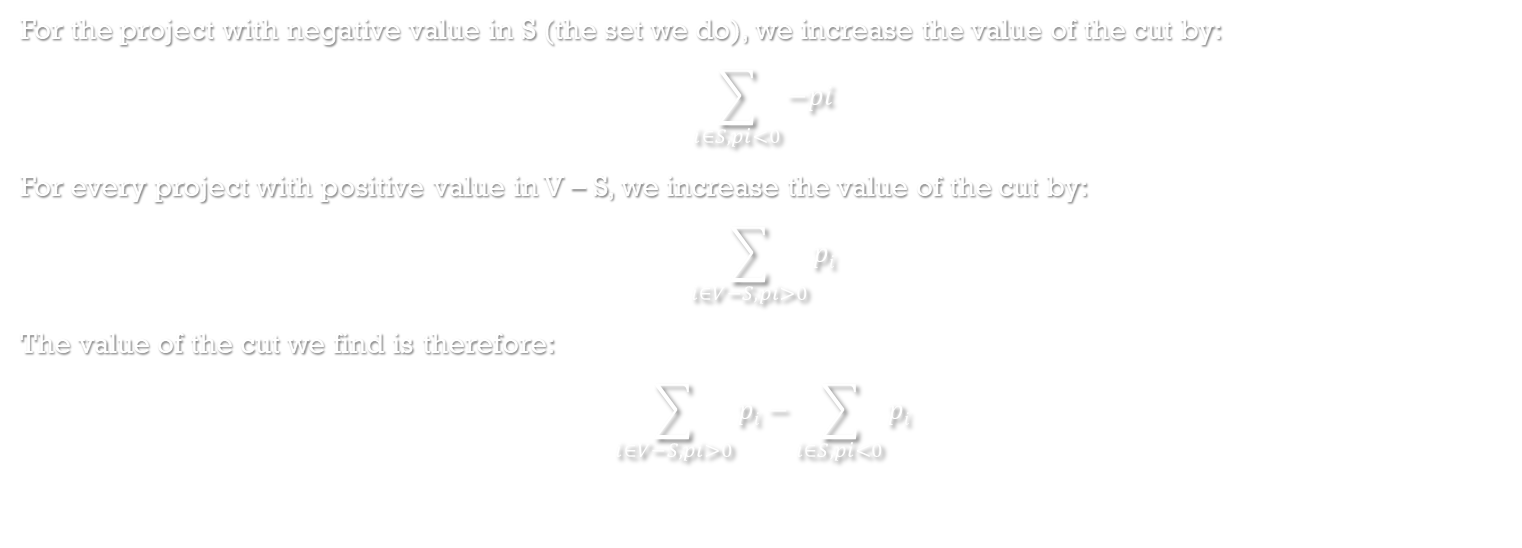 For the project with negative value in S (the set we do), we increase the value of the cut by:
∑ −pi
i∈S,pi<0
For every project with positive value in V – S, we increase the value of the cut by:
∑ pᵢ
i∈V−S,pi>0
The value of the cut we find is therefore:
∑ pᵢ − ∑ pᵢ
i∈V−S,pi>0 i∈S,pi<0